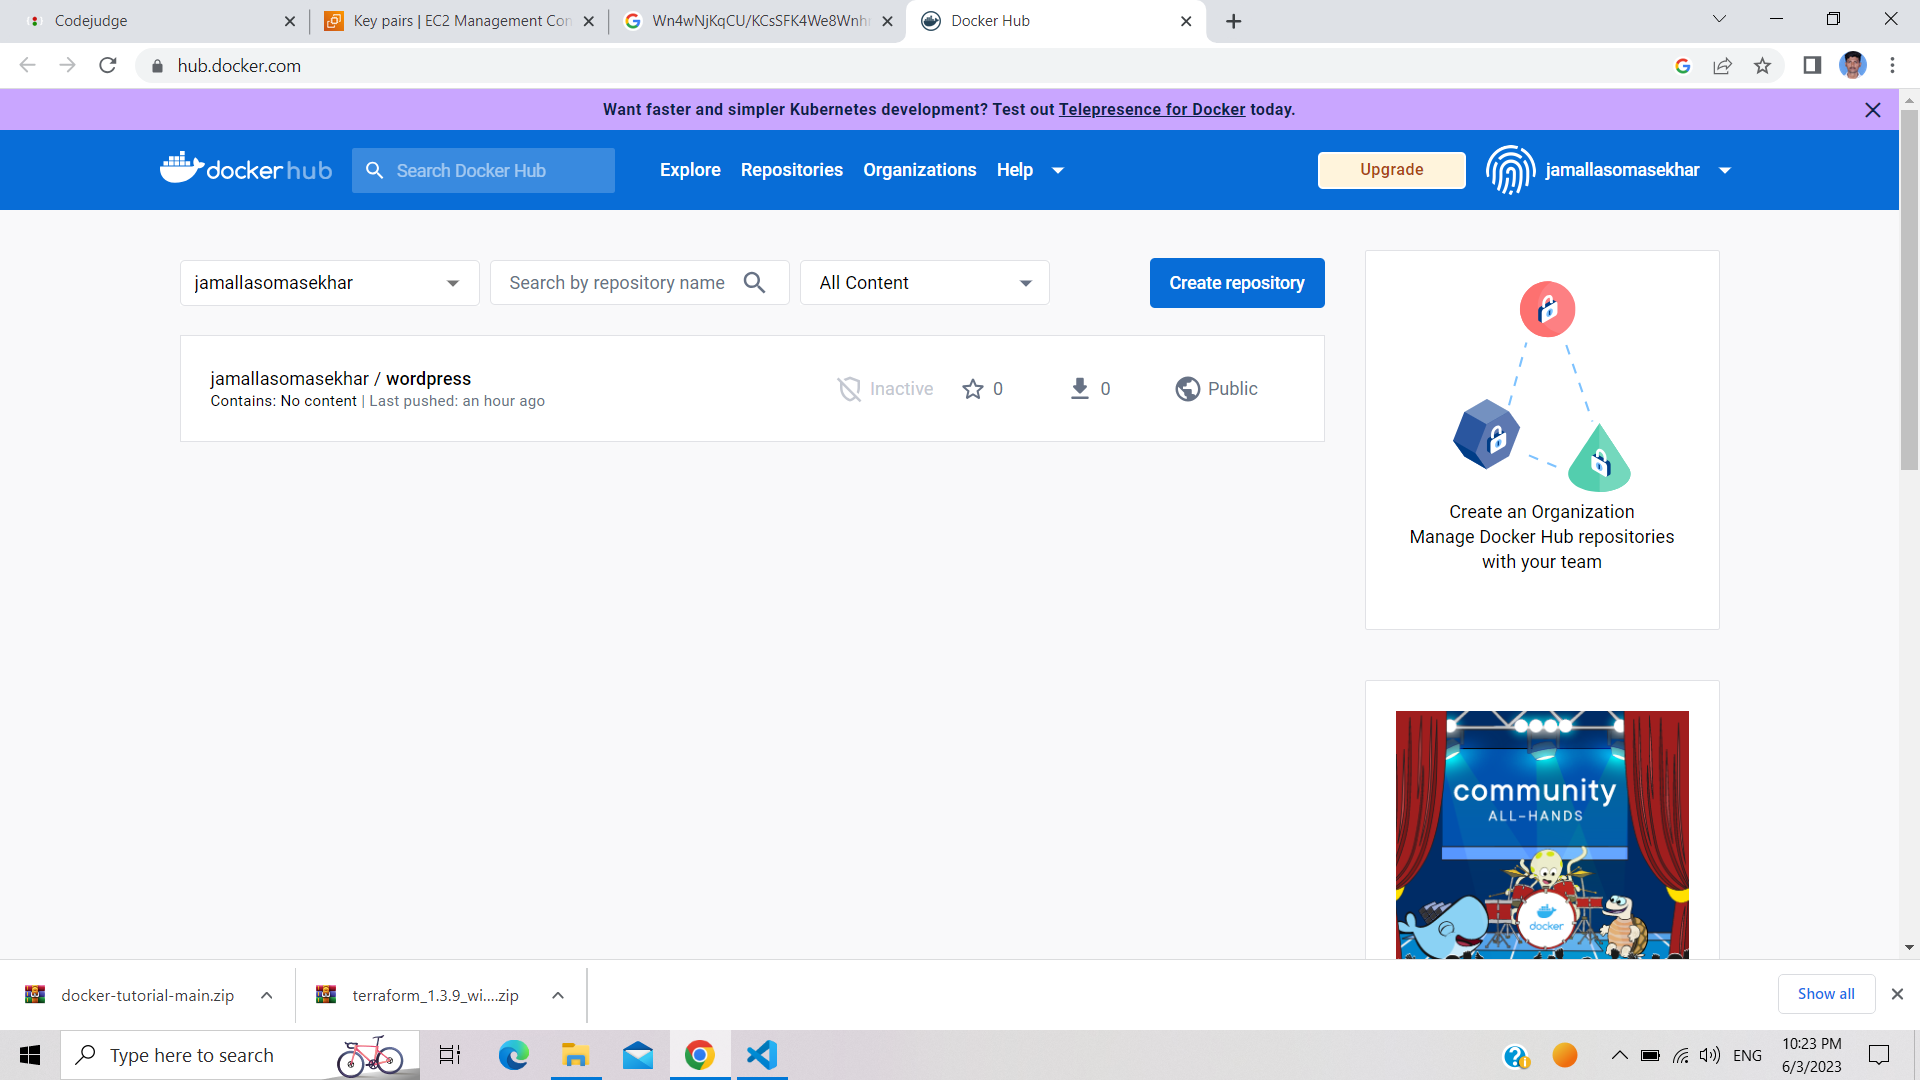 Codejudge
Key pairs | EC2 Management Con
Wn4wNjKqCU/KCsSFK4We8Wnhr
Docker Hub
hub.docker.com
Want faster and simpler Kubernetes development? Test out Telepresence for Docker today.
docker hub
Search Docker Hub
Explore
Repositories
Organizations
Help
Upgrade
jamallasomasekhar
jamallasomasekhar
Search by repository name
All Content
Create repository
jamallasomasekhar / wordpress
Contains: No content | Last pushed: an hour ago
Inactive
0
0
Public
Create an Organization
Manage Docker Hub repositories
with your team
community
ALL-HANDS
docker
docker-tutorial-main.zip
terraform_1.3.9_wi....zip
Show all
Type here to search
ENG
10:23 PM
6/3/2023